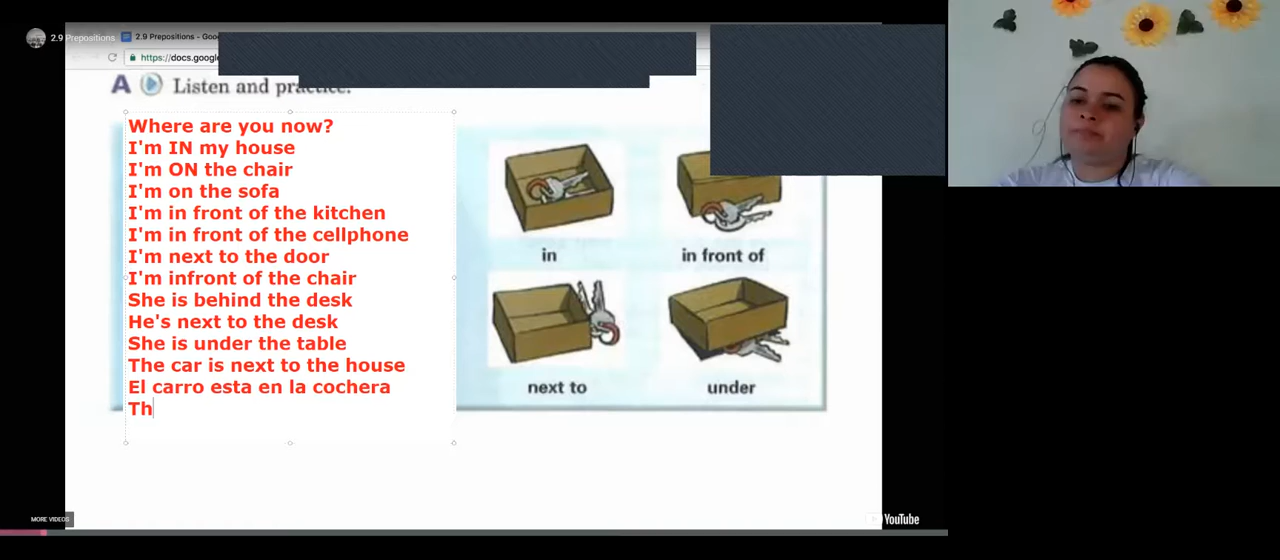 2.9 Prepositions
2.9 Prepositions - Goo
https://docs.google
A Listen and practice.
Where are you now?
I'm IN my house
I'm ON the chair
I'm on the sofa
I'm in front of the kitchen
I'm in front of the cellphone
I'm next to the door
I'm infront of the chair
She is behind the desk
He's next to the desk
She is under the table
The car is next to the house
El carro esta en la cochera
Th
in
in front of
next to
under
MORE VIDEOS
YouTube